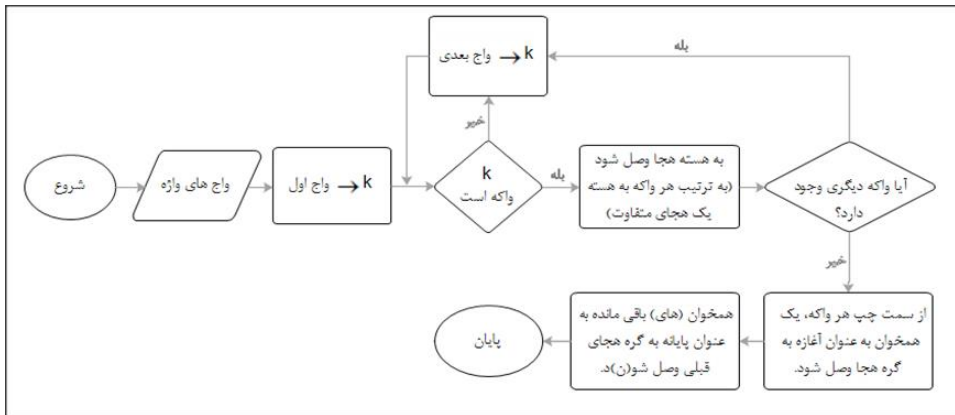 شروع
واج های واژه
واج اول → k
k
واکه است
خیر
واج بعدی → k
بله
به هسته هجا وصل شود
(به ترتیب هر واکه به هسته
یک هجای متفاوت)
آیا واکه دیگری وجود
دارد؟
بله
خیر
از سمت چپ هر واکه، یک
همخوان به عنوان آغازه به
گره هجا وصل شود.
همخوان (های) باقی مانده به
عنوان پایانه به گره هجای
قبلی وصل شو(ن)د.
پایان